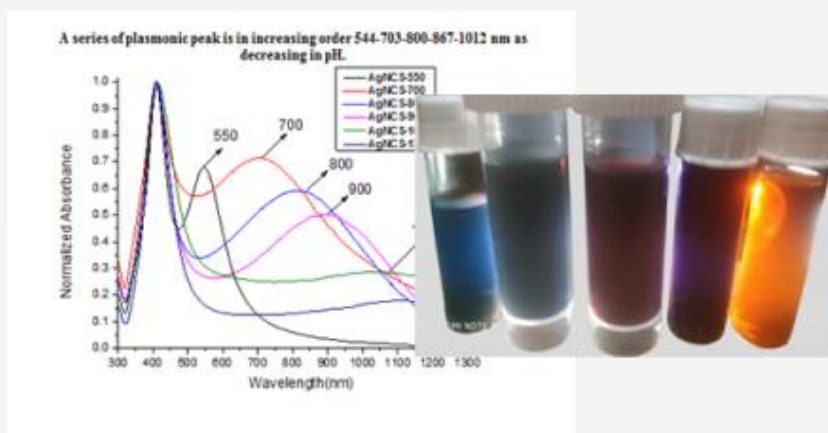 A series of plasmonic peak is in increasing order 544-703-800-867-1012 nm as
decreasing in pH.
1.0
0.9
0.8
0.7
0.6
0.5
0.4
0.3
0.2
0.1
0.0
Normalized Absorbance
AgNCS-550
AgNCS-700
550
700
800
900
300 400 500 600 700 800 900 1000 1100 1200 1300
Wavelength(nm)
MI NOTE